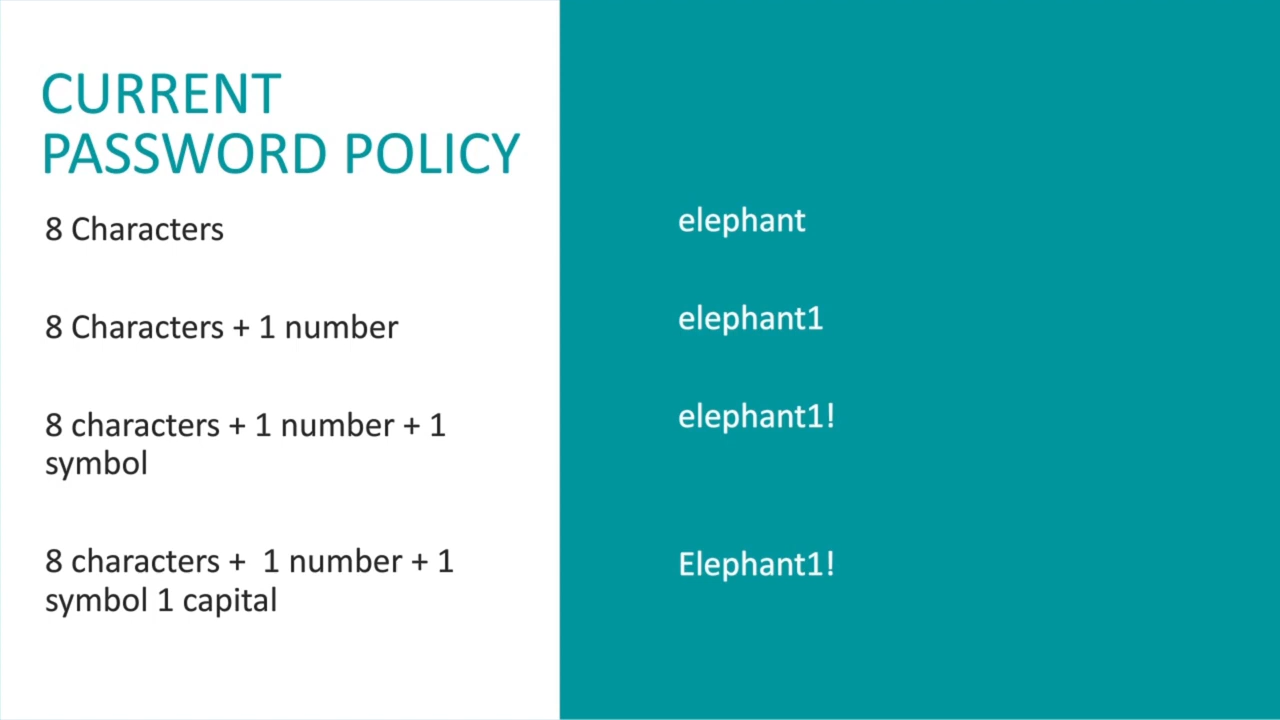 CURRENT
PASSWORD POLICY
8 Characters
elephant
8 Characters + 1 number
elephant1
8 characters + 1 number + 1
symbol
elephant1!
8 characters +  1 number + 1
symbol 1 capital
Elephant1!